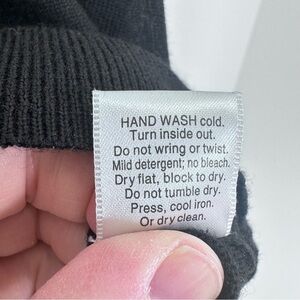 HAND WASH cold.
Turn inside out.
Do not wring or twist.
Mild detergent; no bleach.
Dry flat, block to dry.
Do not tumble dry.
Press, cool iron.
Or dry clean.